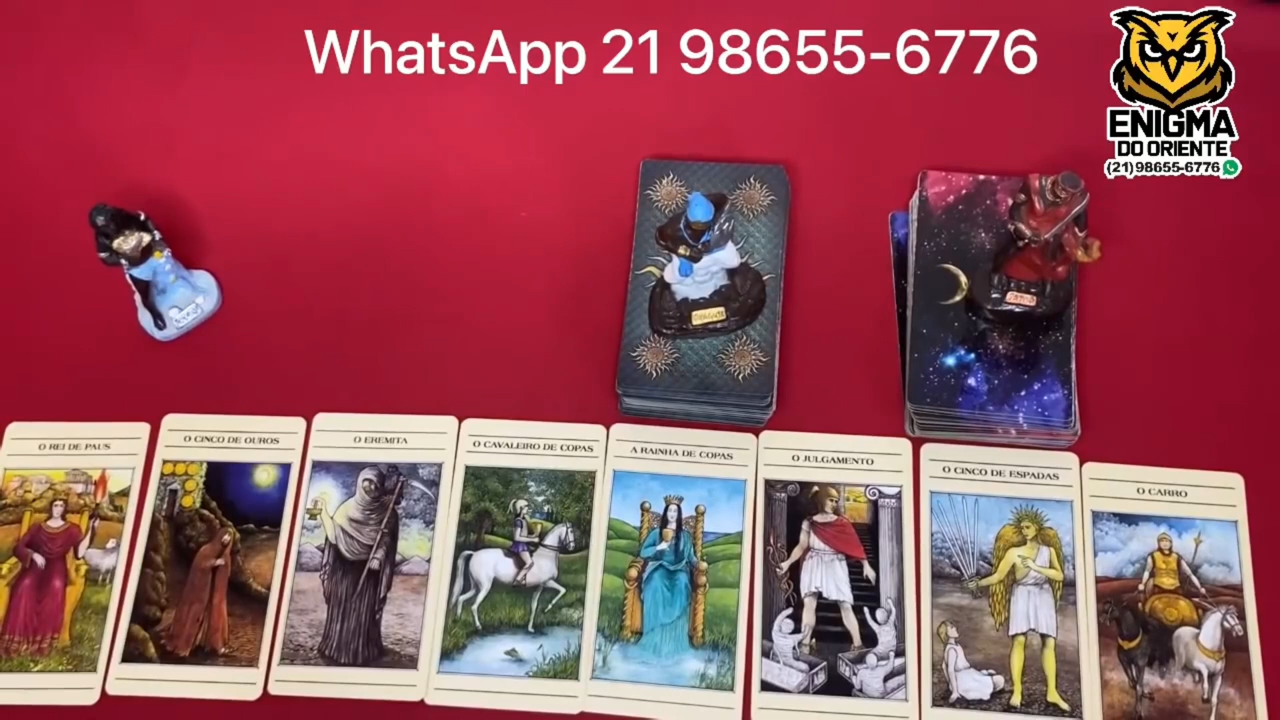 WhatsApp 21 98655-6776
ENIGMA
DO ORIENTE
(21)98655-6776
O REI DE PAUS
O CINCO DE OUROS
O EREMITA
O CAVALEIRO DE COPAS
A RAINHA DE COPAS
O JULGAMENTO
O CINCO DE ESPADAS
O CARRO